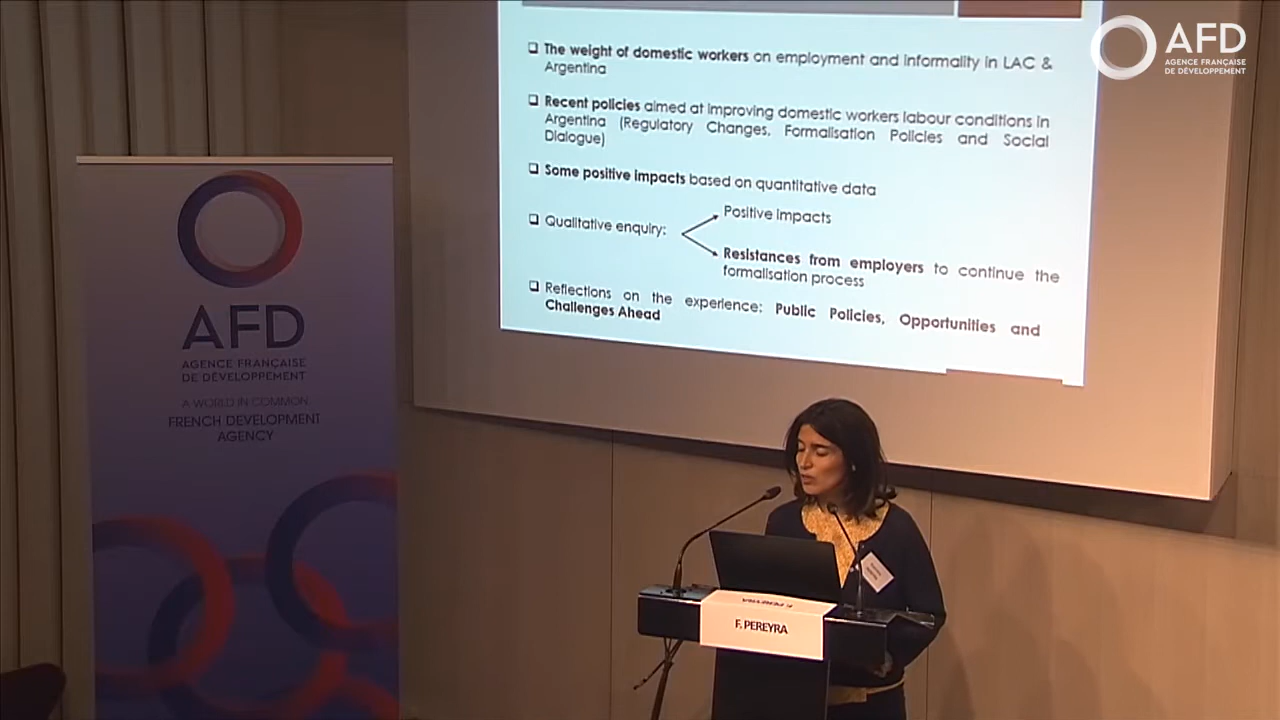 ❑ The weight of domestic workers on employment and informality in LAC &
Argentina
❑ Recent policies aimed at improving domestic workers labour conditions in
Argentina (Regulatory Changes, Formalisation Policies and Social
Dialogue)
❑ Some positive impacts based on quantitative data
❑ Qualitative enquiry:
Positive impacts
Resistances from employers to continue the
formalisation process
❑ Reflections on the experience: Public Policies, Opportunities and
Challenges Ahead
AFD
AGENCE FRANÇAISE
DE DÉVELOPPEMENT
AFD
AGENCE FRANÇAISE
DE DÉVELOPPEMENT
A WORLD IN COMMON
FRENCH DEVELOPMENT
AGENCY
F. PEREYRA
F. PEREYRA